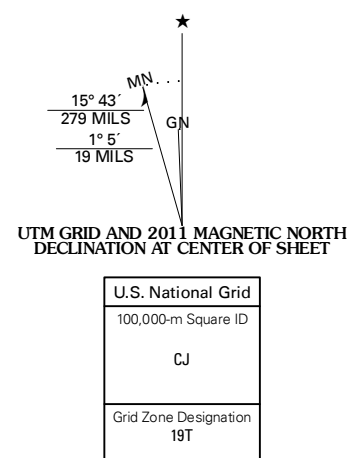 MN
15° 43´
279 MILS
GN
1° 5´
19 MILS
UTM GRID AND 2011 MAGNETIC NORTH
DECLINATION AT CENTER OF SHEET
U.S. National Grid
100,000-m Square ID
CJ
Grid Zone Designation
19T